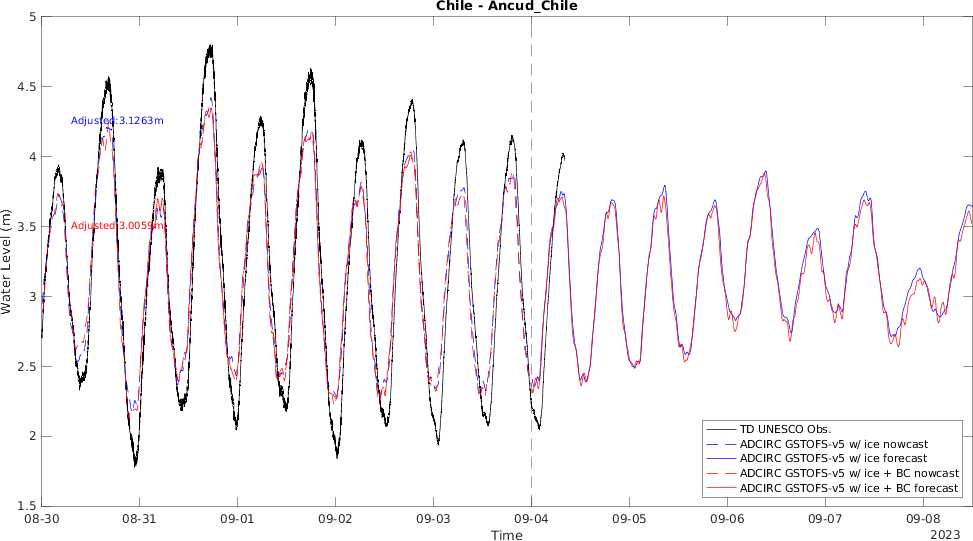 Chile - Ancud_Chile
5
4.5
4
3.5
3
2.5
2
1.5
Water Level (m)
Adjusted:3.1263m
Adjusted:3.0059m
TD UNESCO Obs.
ADCIRC GSTOFS-v5 w/ ice nowcast
ADCIRC GSTOFS-v5 w/ ice forecast
ADCIRC GSTOFS-v5 w/ ice + BC nowcast
ADCIRC GSTOFS-v5 w/ ice + BC forecast
08-30 08-31 09-01 09-02 09-03 09-04 09-05 09-06 09-07 09-08
Time
2023